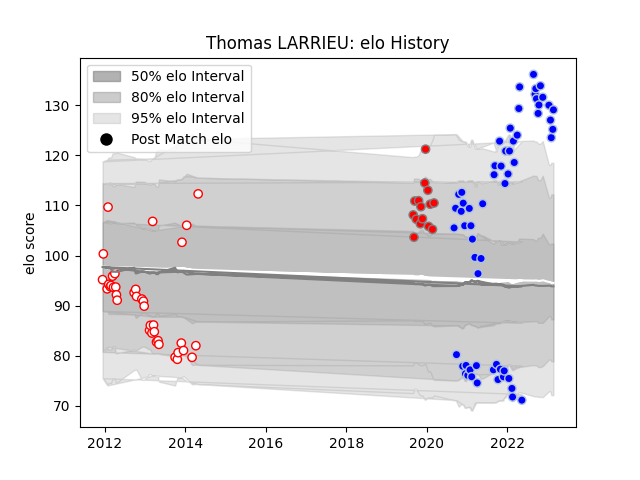 Thomas LARRIEU: elo History
50% elo Interval
80% elo Interval
95% elo Interval
Post Match elo
elo score
130
120
110
100
90
80
70
2012
2014
2016
2018
2020
2022